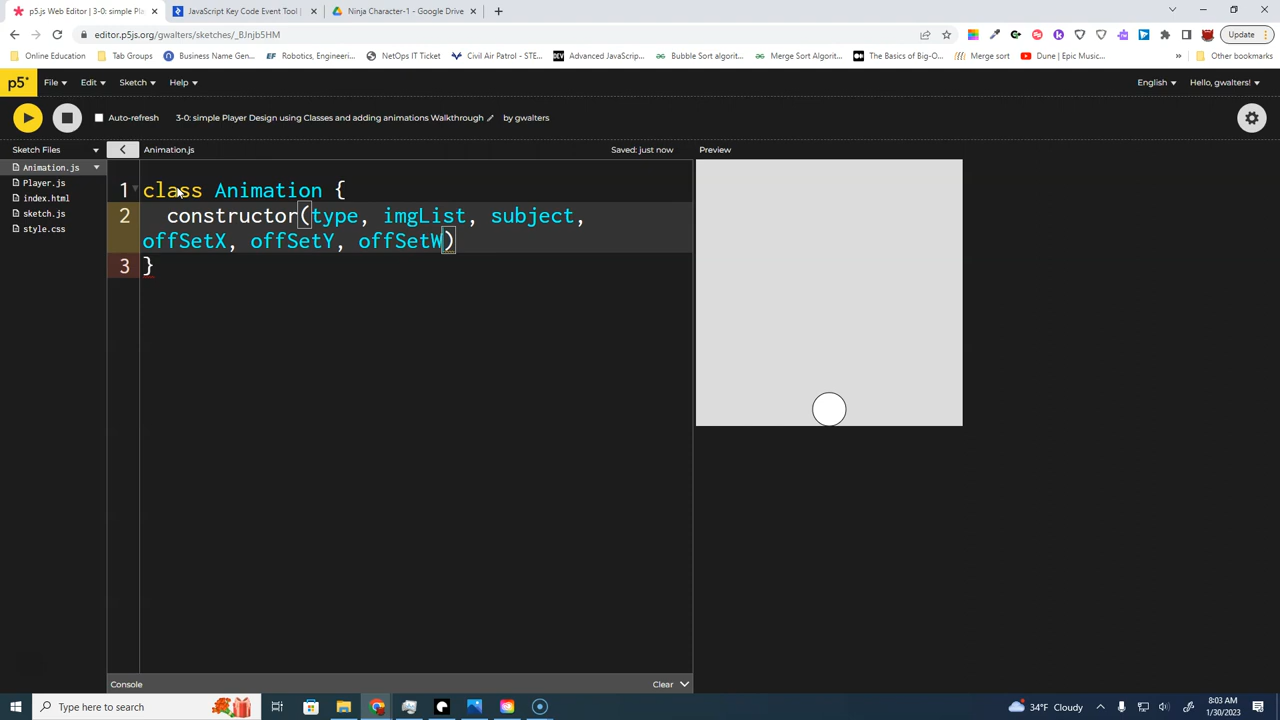 p5.js Web Editor | 3-0: simple Pla
JavaScript Key Code Event Tool |
Ninja Character-1 - Google Drive
editor.p5js.org/gwalters/sketches/_BJnjb5HM
Update
Online Education
Tab Groups
Business Name Gen...
Robotics, Engineeri...
NetOps IT Ticket
Civil Air Patrol - STE...
Advanced JavaScrip...
Bubble Sort algorit...
The Basics of Big-O...
Merge Sort Algorit...
Merge sort
Dune | Epic Music...
»
Other bookmarks
p5*
File
Edit
Sketch
Help
English
Hello, gwalters!
Auto-refresh
3-0: simple Player Design using Classes and adding animations Walkthrough
by gwalters
Sketch Files
Animation.js
Saved: just now
Preview
Animation.js
Player.js
index.html
sketch.js
style.css
1 class Animation {
2 constructor(type, imgList, subject,
offSetX, offSetY, offSetW)
3 }
Console
Clear
Type here to search
34°F Cloudy
8:03 AM
1/30/2023